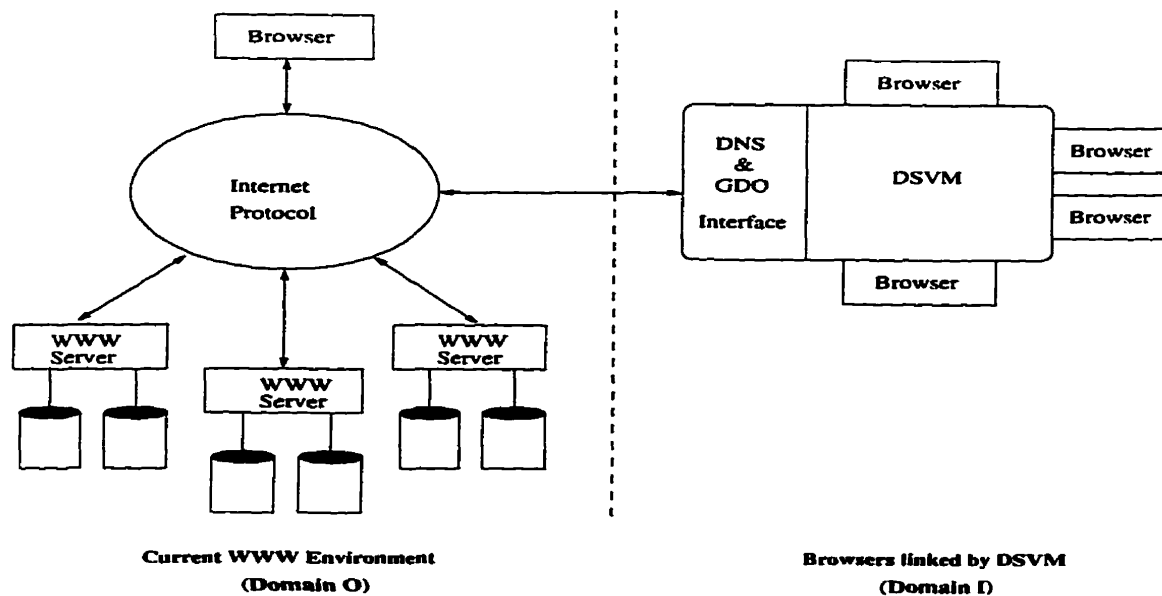 Browser
Internet
Protocol
WWW
Server
WWW
Server
WWW
Server
Current WWW Environment
(Domain O)
Browser
DNS
&
GDO
Interface
DSVM
Browser
Browser
Browser
Browsers linked by DSVM
(Domain I)